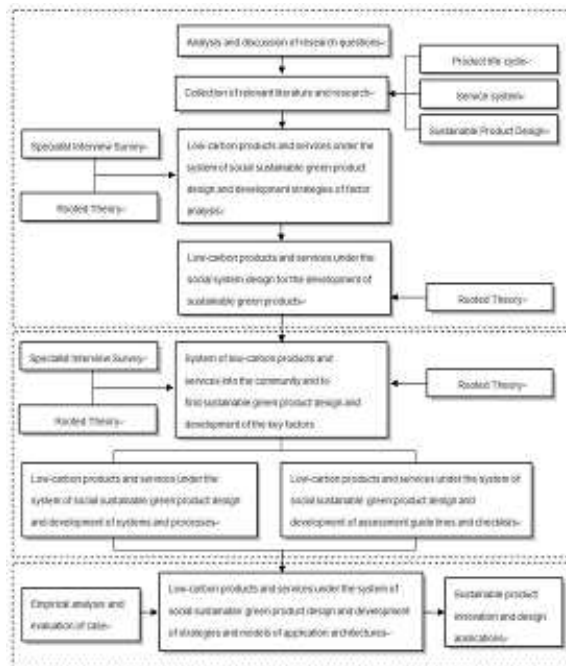 Analysis and discussion of research questions
Product life cycle
Collection of relevant literature and research
Service system
Sustainable Product Design
Specialist Interview Survey
Low-carbon products and services under the
system of social sustainable green product
design and development strategies of factor
analysis
Rooted Theory
Low-carbon products and services under the
social system design for the development of
sustainable green products
Rooted Theory
Specialist Interview Survey
System of low-carbon products and
services into the community and to
find sustainable green product design and
development of the key factors
Rooted Theory
Rooted Theory
Low-carbon products and services under the
system of social sustainable green product design
and development of systems and processes
Low-carbon products and services under the system of
social sustainable green product design and
development of assessment guide lines and checklists
Empirical analysis and
evaluation of case
Low-carbon products and services under the system of
social sustainable green product design and development
of strategies and models of application architectures
Sustainable product
innovation and design
applications